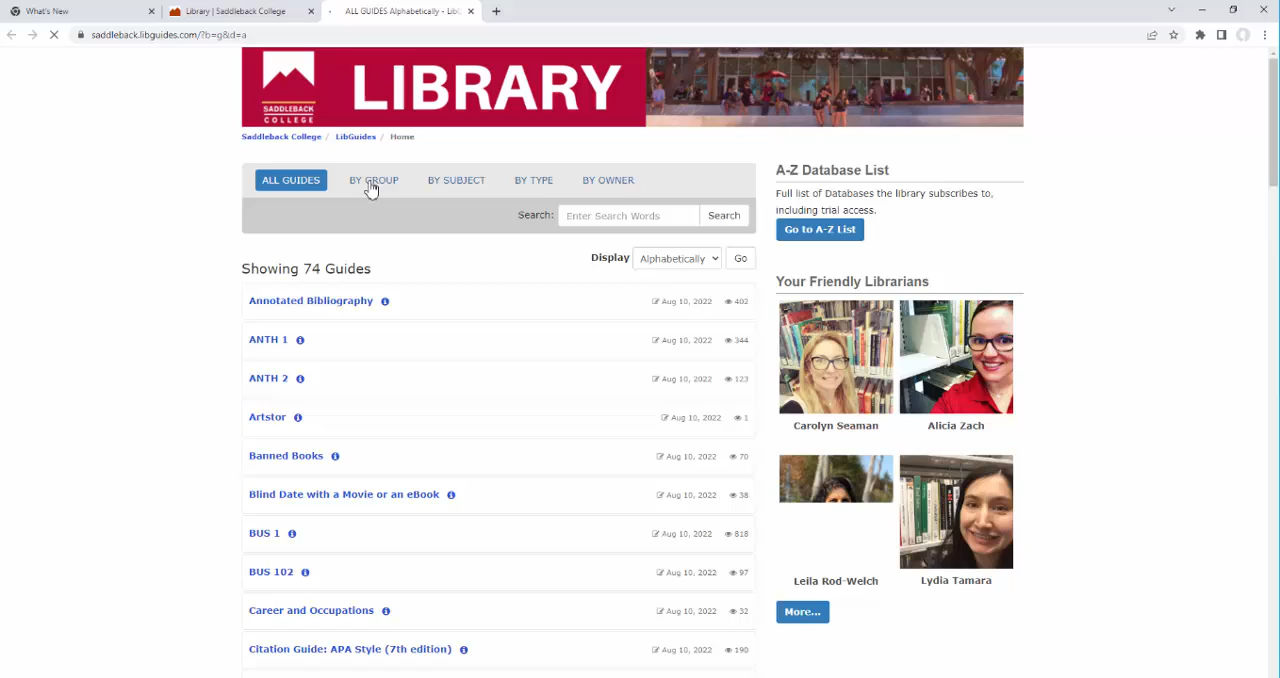 What's New
Library | Saddleback College
ALL GUIDES Alphabetically - LibG
saddleback.libguides.com/?b=g&d=a
SADDLEBACK
COLLEGE
LIBRARY
Saddleback College / LibGuides / Home
ALL GUIDES BY GROUP BY SUBJECT BY TYPE BY OWNER
Search: Enter Search Words Search
Display Alphabetically Go
Showing 74 Guides
Annotated Bibliography Aug 10, 2022 402
ANTH 1 Aug 10, 2022 344
ANTH 2 Aug 10, 2022 123
Artstor Aug 10, 2022 1
Banned Books Aug 10, 2022 70
Blind Date with a Movie or an eBook Aug 10, 2022 38
BUS 1 Aug 10, 2022 818
BUS 102 Aug 10, 2022 97
Career and Occupations Aug 10, 2022 32
Citation Guide: APA Style (7th edition) Aug 10, 2022 190
A-Z Database List
Full list of Databases the library subscribes to,
including trial access.
Go to A-Z List
Your Friendly Librarians
Carolyn Seaman Alicia Zach
Leila Rod-Welch Lydia Tamara
More...